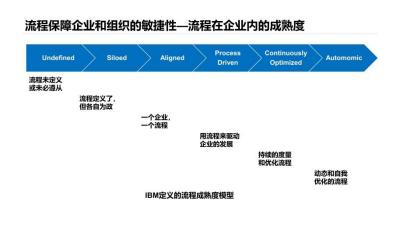 流程保障企业和组织的敏捷性—流程在企业内的成熟度
Undefined
Siloed
Aligned
Process
Driven
Continuously
Optimized
Automomic
流程未定义
或未必遵从
流程定义了，
但各自为政
一个企业，
一个流程
用流程来驱动
企业的发展
持续的度量
和优化流程
动态和自我
优化的流程
IBM定义的流程成熟度模型